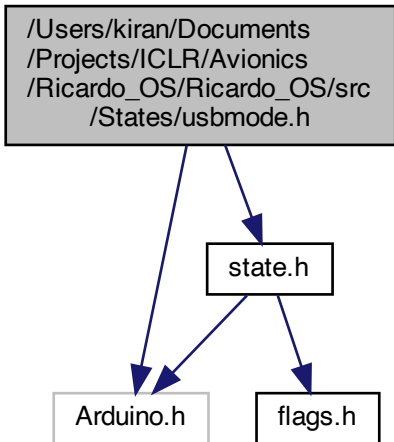 /Users/kiran/Documents
/Projects/ICLR/Avionics
/Ricardo_OS/Ricardo_OS/src
/States/usbmode.h
state.h
Arduino.h
flags.h